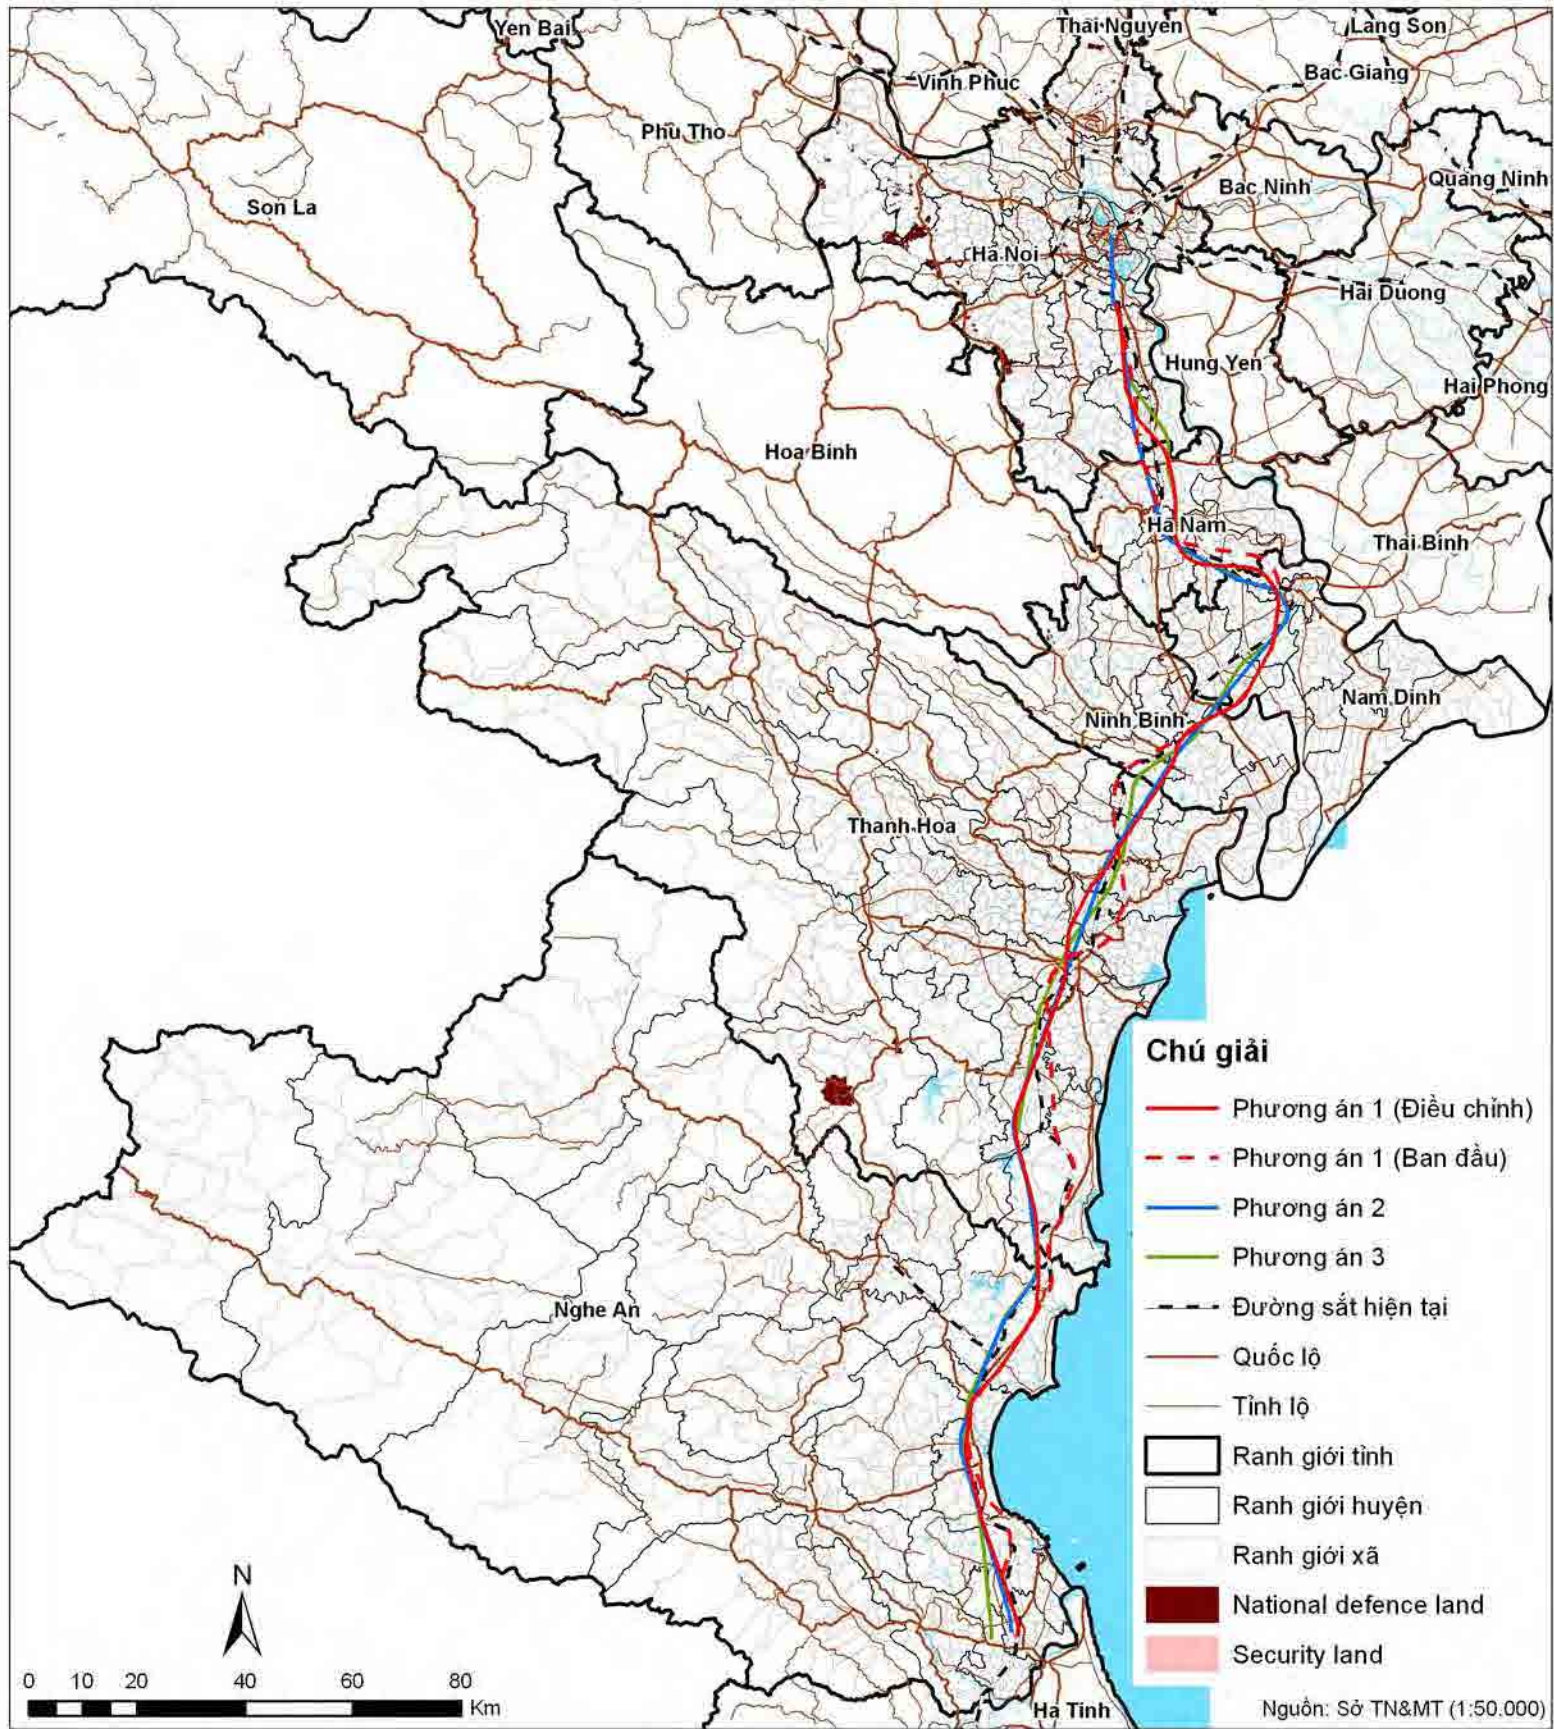 Yen Bai
Thai Nguyen
Lang Son
Vinh Phuc
Bac Giang
Phu Tho
Quang Ninh
Bac Ninh
Son La
Ha Noi
Hai Duong
Hung Yen
Hai Phong
Hoa Binh
Ha Nam
Thai Binh
Nam Dinh
Ninh Binh
Thanh Hoa
Nghe An
Ha Tinh
Chú giải
Phương án 1 (Điều chỉnh)
Phương án 1 (Ban đầu)
Phương án 2
Phương án 3
Đường sắt hiện tại
Quốc lộ
Tỉnh lộ
Ranh giới tỉnh
Ranh giới huyện
Ranh giới xã
National defence land
Security land
N
0 10 20 40 60 80
Km
Nguồn: Sở TN&MT (1:50.000)